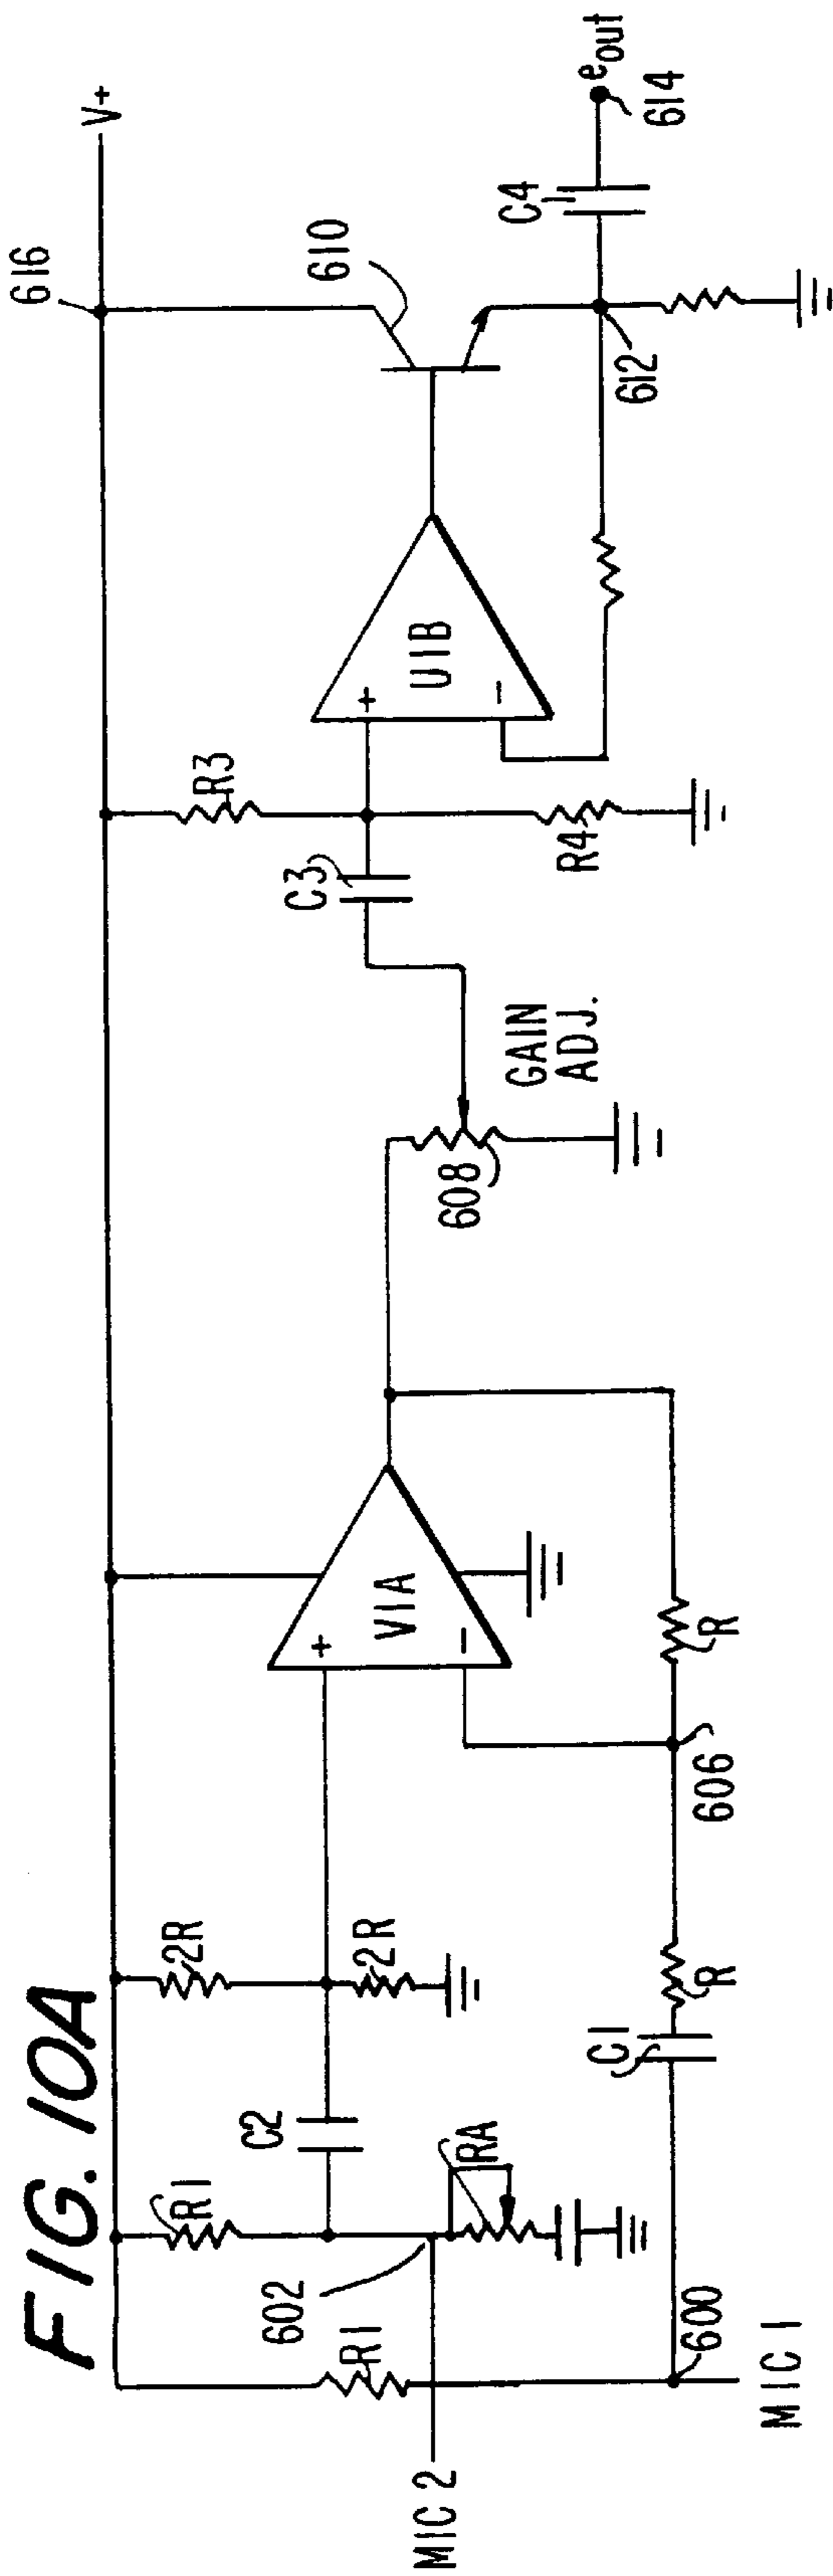 FIG. 10A
616
V+
R1
2R
R3
610
C2
C3
C4
eout
614
602
R1
2R
+
V1A
−
+
U1B
−
RA
608
GAIN
ADJ.
R4
612
MIC 2
C1
R
606
R
600
MIC 1